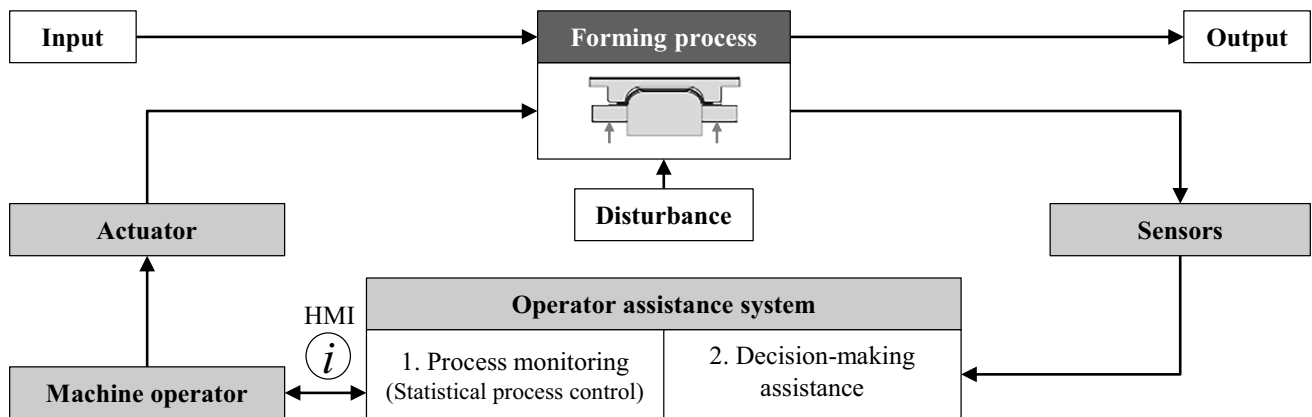 Input
Forming process
Output
Disturbance
Actuator
Sensors
Operator assistance system
HMI
i
1. Process monitoring
(Statistical process control)
2. Decision-making
assistance
Machine operator